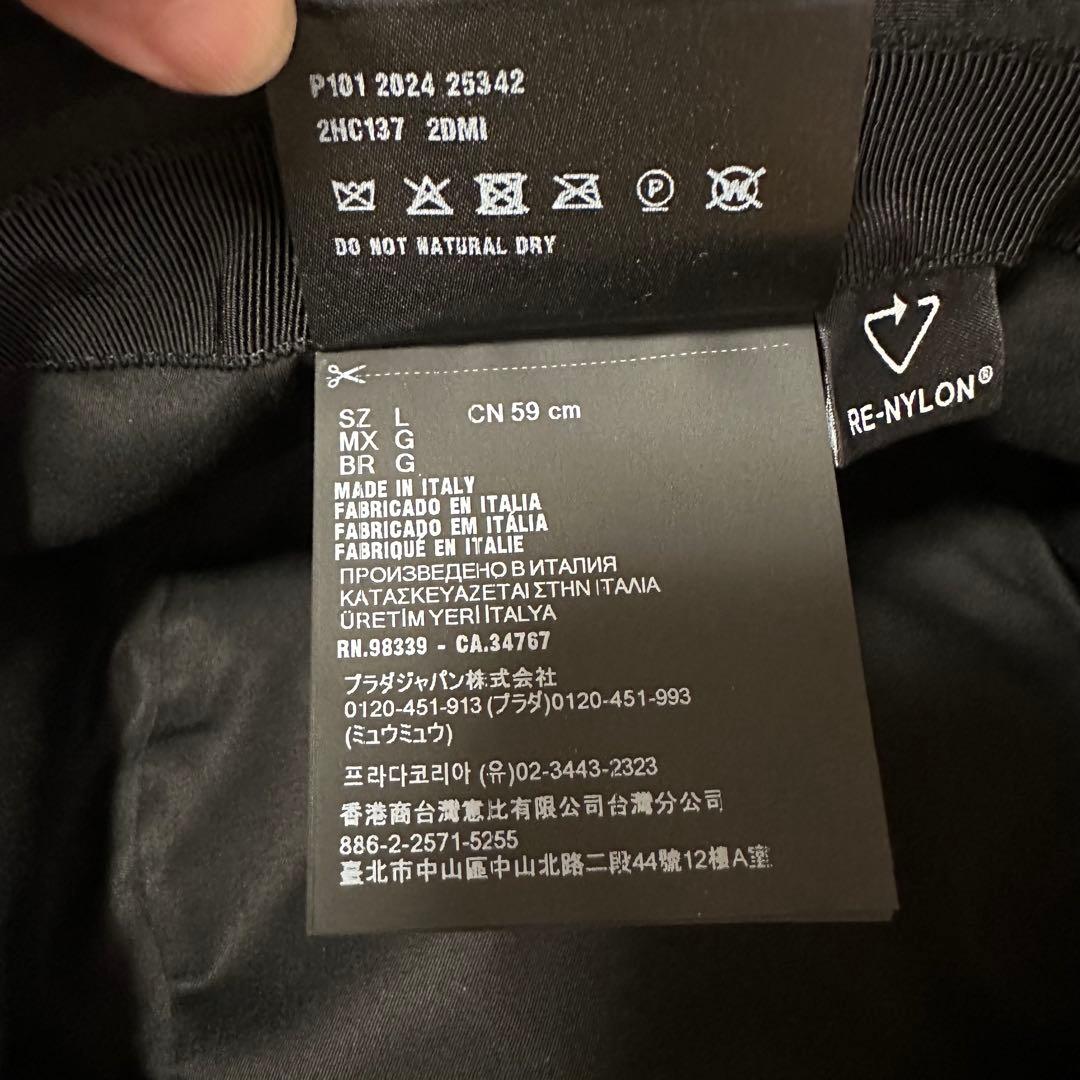 P101 2024 25342
2HC137 2DMI
P W
DO NOT NATURAL DRY
RE-NYLON®
SZ L CN 59 cm
MX G
BR G
MADE IN ITALY
FABRICADO EN ITALIA
FABRICADO EM ITÁLIA
FABRIQUÉ EN ITALIE
ПРОИЗВЕДЕНО В ИТАЛИЯ
ΚΑΤΑΣΚΕΥΑΖΕΤΑΙ ΣΤΗΝ ΙΤΑΛΙΑ
ÜRETİM YERİ İTALYA
RN.98339 - CA.34767
プラダジャパン株式会社
0120-451-913 (プラダ)0120-451-993
(ミュウミュウ)
프라다코리아 (유)02-3443-2323
香港商台灣惠比有限公司台灣分公司
886-2-2571-5255
臺北市中山區中山北路二段44號12樓A室